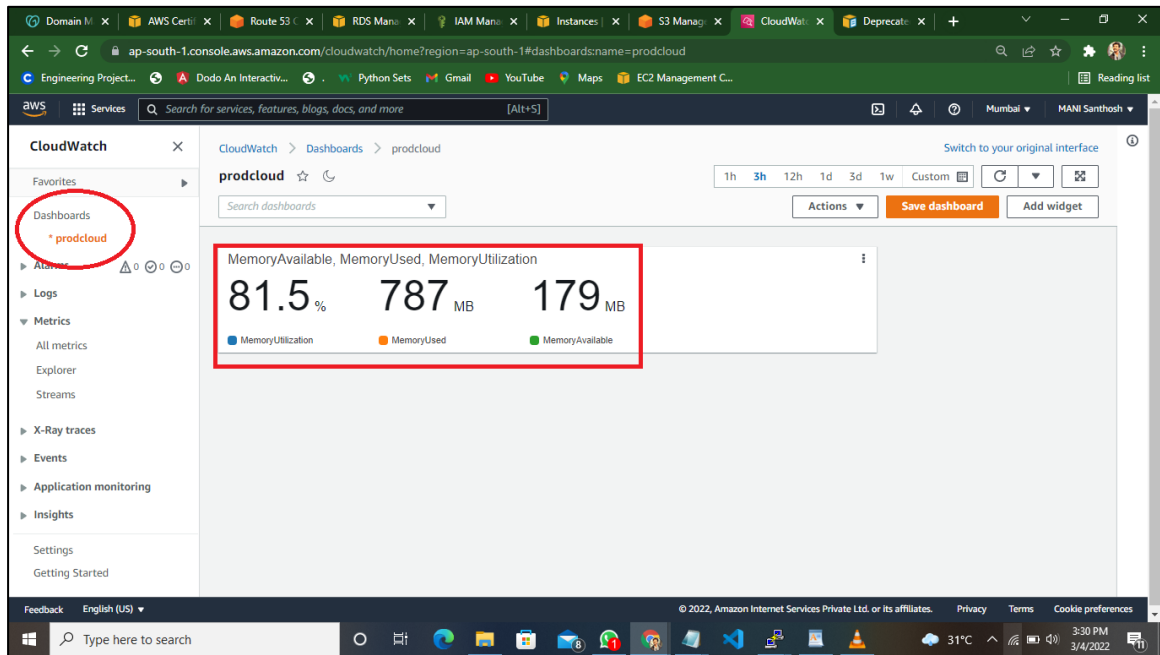 Domain M
AWS Certif
Route 53 C
RDS Mana
IAM Mana
Instances |
S3 Manag
CloudWatc
Deprecate
ap-south-1.console.aws.amazon.com/cloudwatch/home?region=ap-south-1#dashboards:name=prodcloud
Engineering Project...
Dodo An Interactiv...
.
Python Sets
Gmail
YouTube
Maps
EC2 Management C...
Reading list
aws
Services
Search for services, features, blogs, docs, and more
[Alt+S]
Mumbai
MANI Santhosh
CloudWatch
Favorites
Dashboards
* prodcloud
Alarms
0
0
0
Logs
Metrics
All metrics
Explorer
Streams
X-Ray traces
Events
Application monitoring
Insights
Settings
Getting Started
CloudWatch > Dashboards > prodcloud
Switch to your original interface
prodcloud
1h 3h 12h 1d 3d 1w Custom
Search dashboards
Actions
Save dashboard
Add widget
MemoryAvailable, MemoryUsed, MemoryUtilization
81.5 % 787 MB 179 MB
MemoryUtilization MemoryUsed MemoryAvailable
Feedback English (US)
© 2022, Amazon Internet Services Private Ltd. or its affiliates. Privacy Terms Cookie preferences
Type here to search
8
1
31°C
3:30 PM
3/4/2022
11